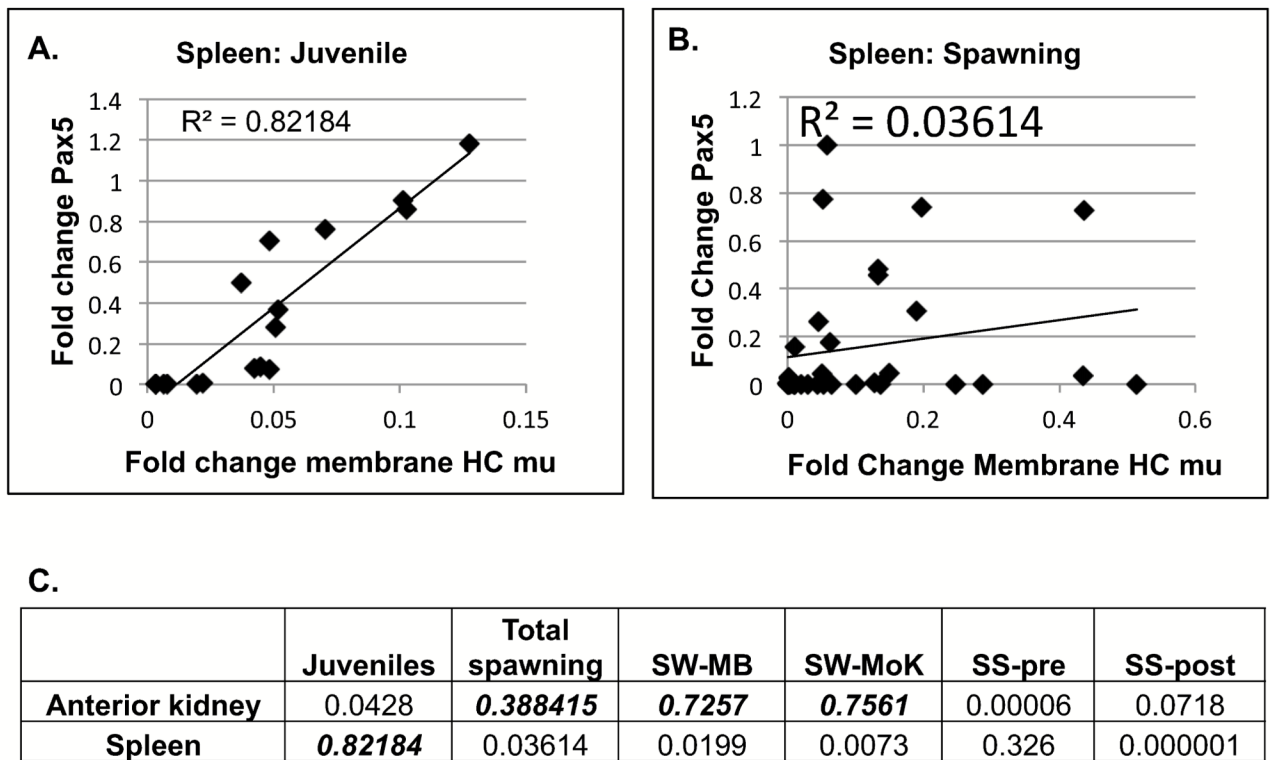 A.
Spleen: Juvenile
R² = 0.82184
Fold change Pax5
1.4
1.2
1
0.8
0.6
0.4
0.2
0
0 0.05 0.1 0.15
Fold change membrane HC mu
B.
Spleen: Spawning
R² = 0.03614
Fold Change Pax5
1.2
1
0.8
0.6
0.4
0.2
0
0 0.2 0.4 0.6
Fold Change Membrane HC mu
C.
Juveniles Total spawning SW-MB SW-MoK SS-pre SS-post
Anterior kidney 0.0428 0.388415 0.7257 0.7561 0.00006 0.0718
Spleen 0.82184 0.03614 0.0199 0.0073 0.326 0.000001